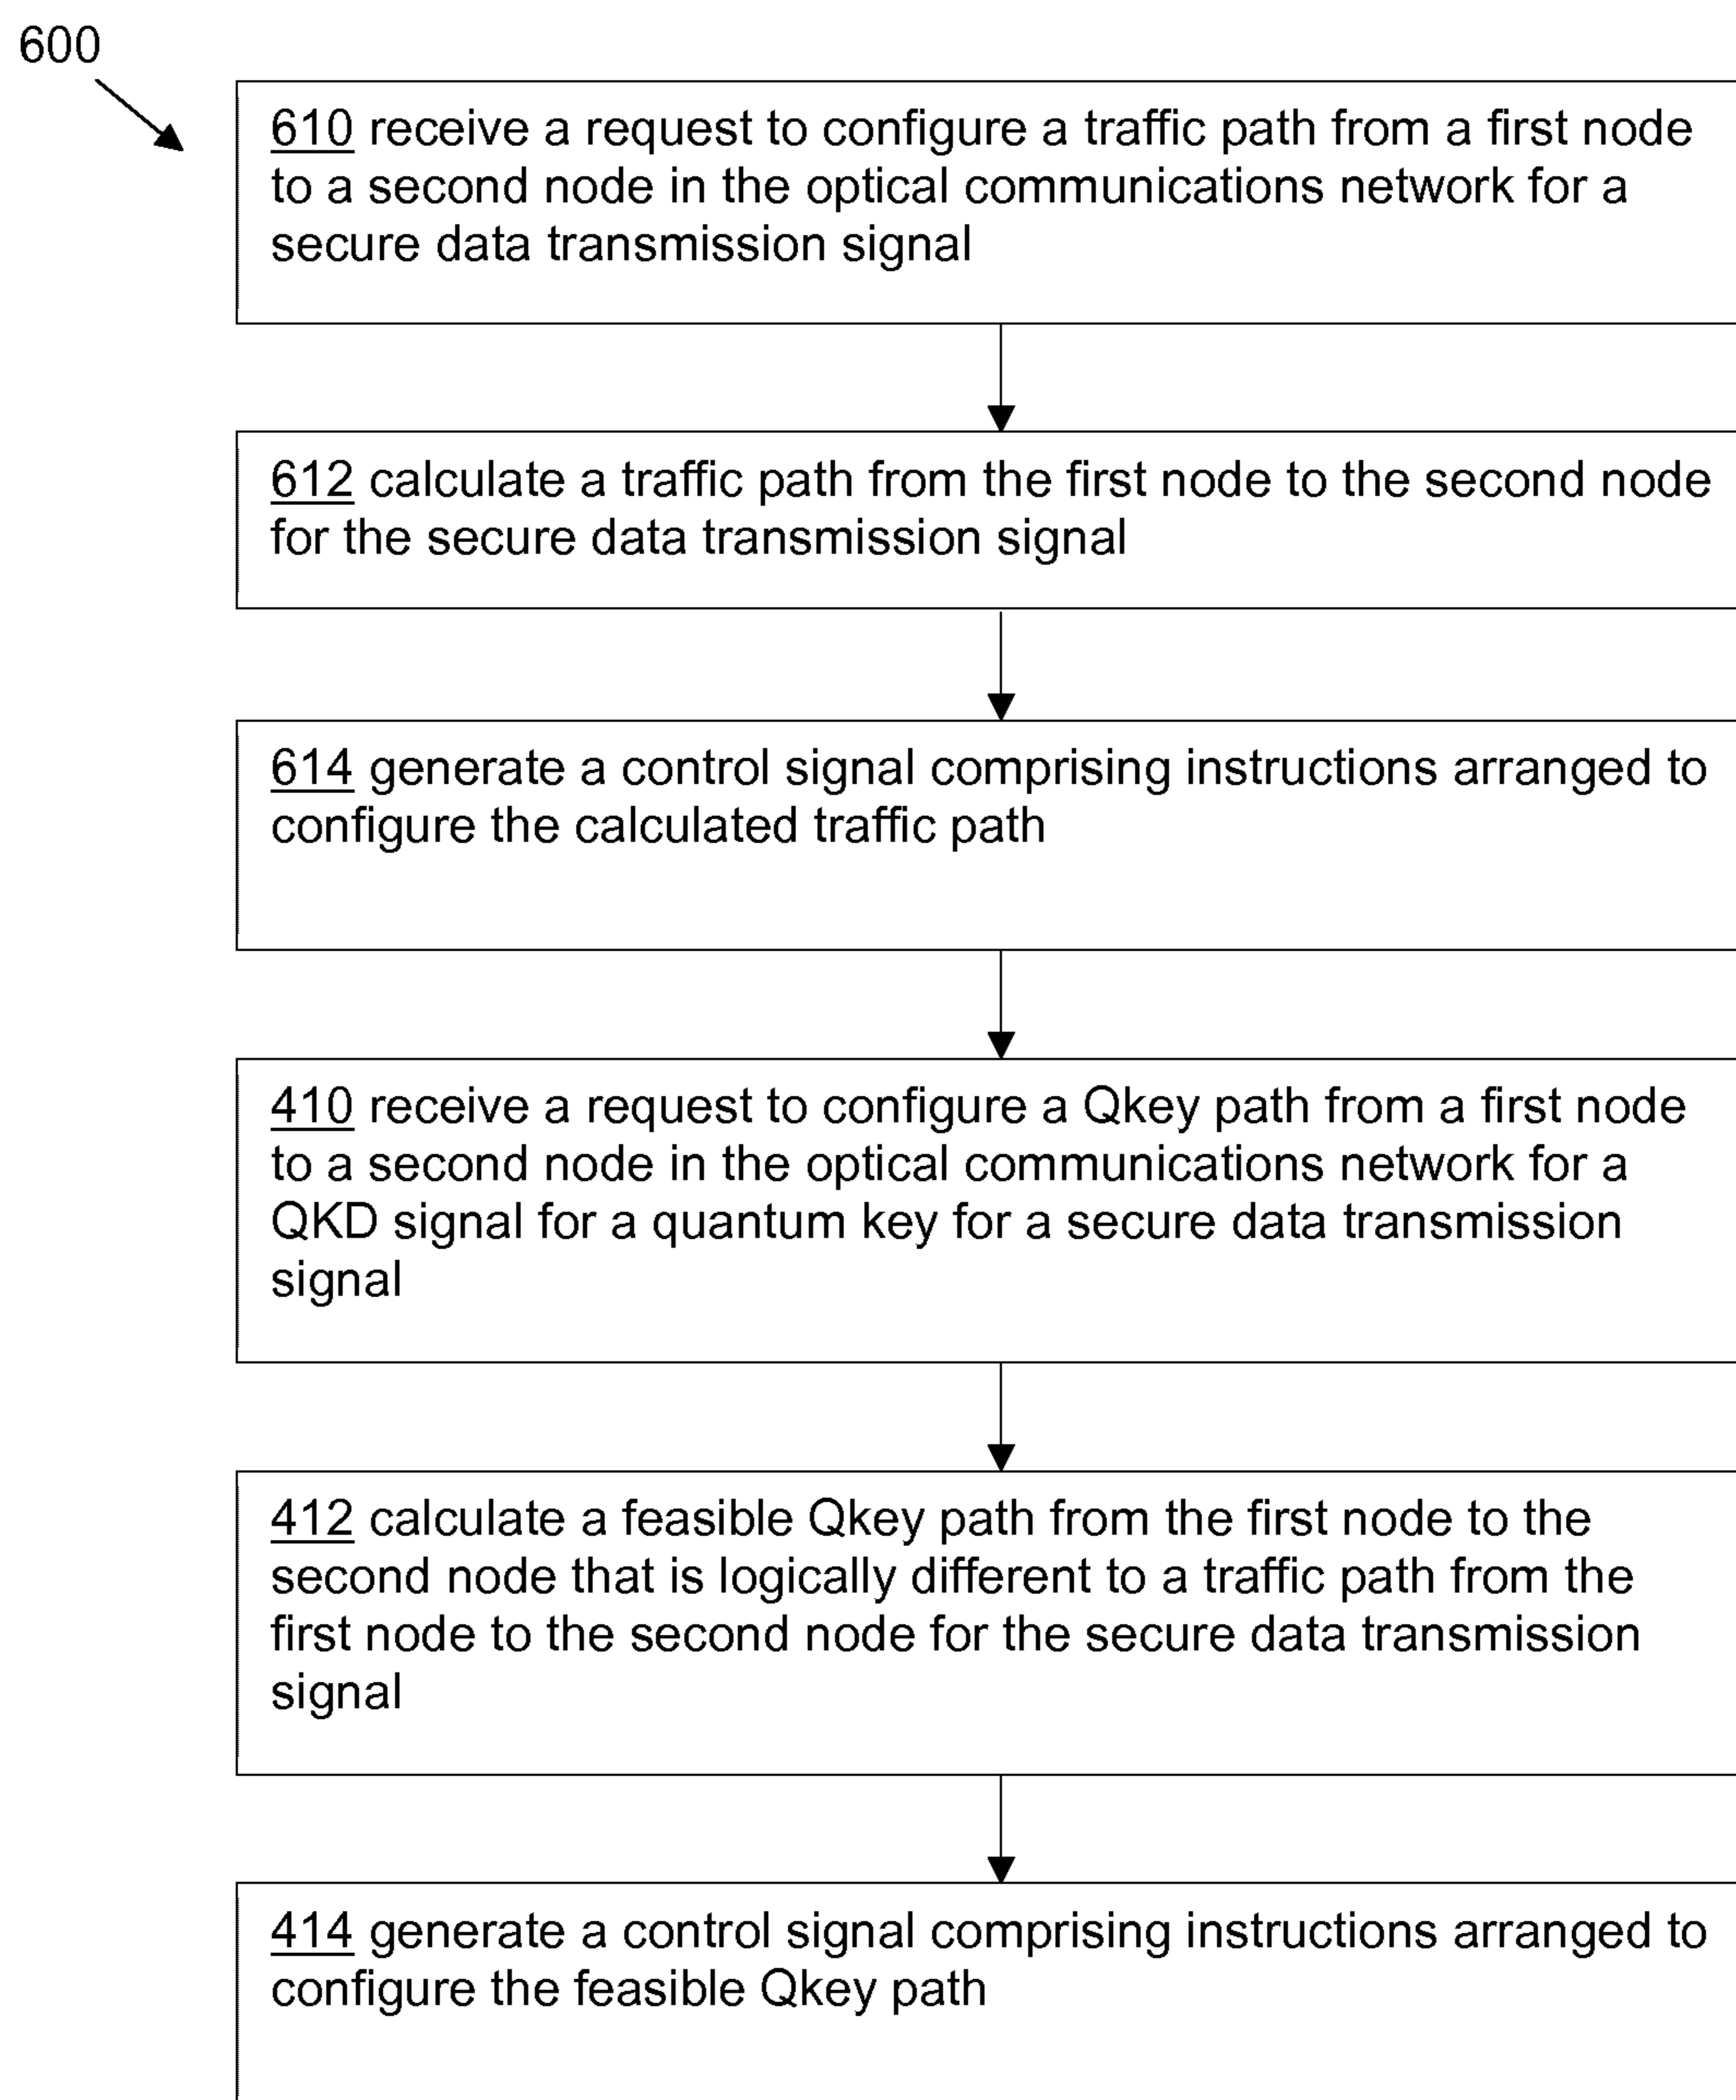 600
610 receive a request to configure a traffic path from a first node
to a second node in the optical communications network for a
secure data transmission signal
612 calculate a traffic path from the first node to the second node
for the secure data transmission signal
614 generate a control signal comprising instructions arranged to
configure the calculated traffic path
410 receive a request to configure a Qkey path from a first node
to a second node in the optical communications network for a
QKD signal for a quantum key for a secure data transmission
signal
412 calculate a feasible Qkey path from the first node to the
second node that is logically different to a traffic path from the
first node to the second node for the secure data transmission
signal
414 generate a control signal comprising instructions arranged to
configure the feasible Qkey path